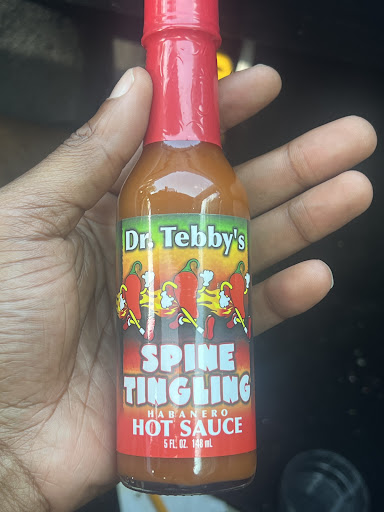 Dr. Tebby's
SPINE
TINGLING
HABANERO
HOT SAUCE
5 FL. OZ. 148 mL